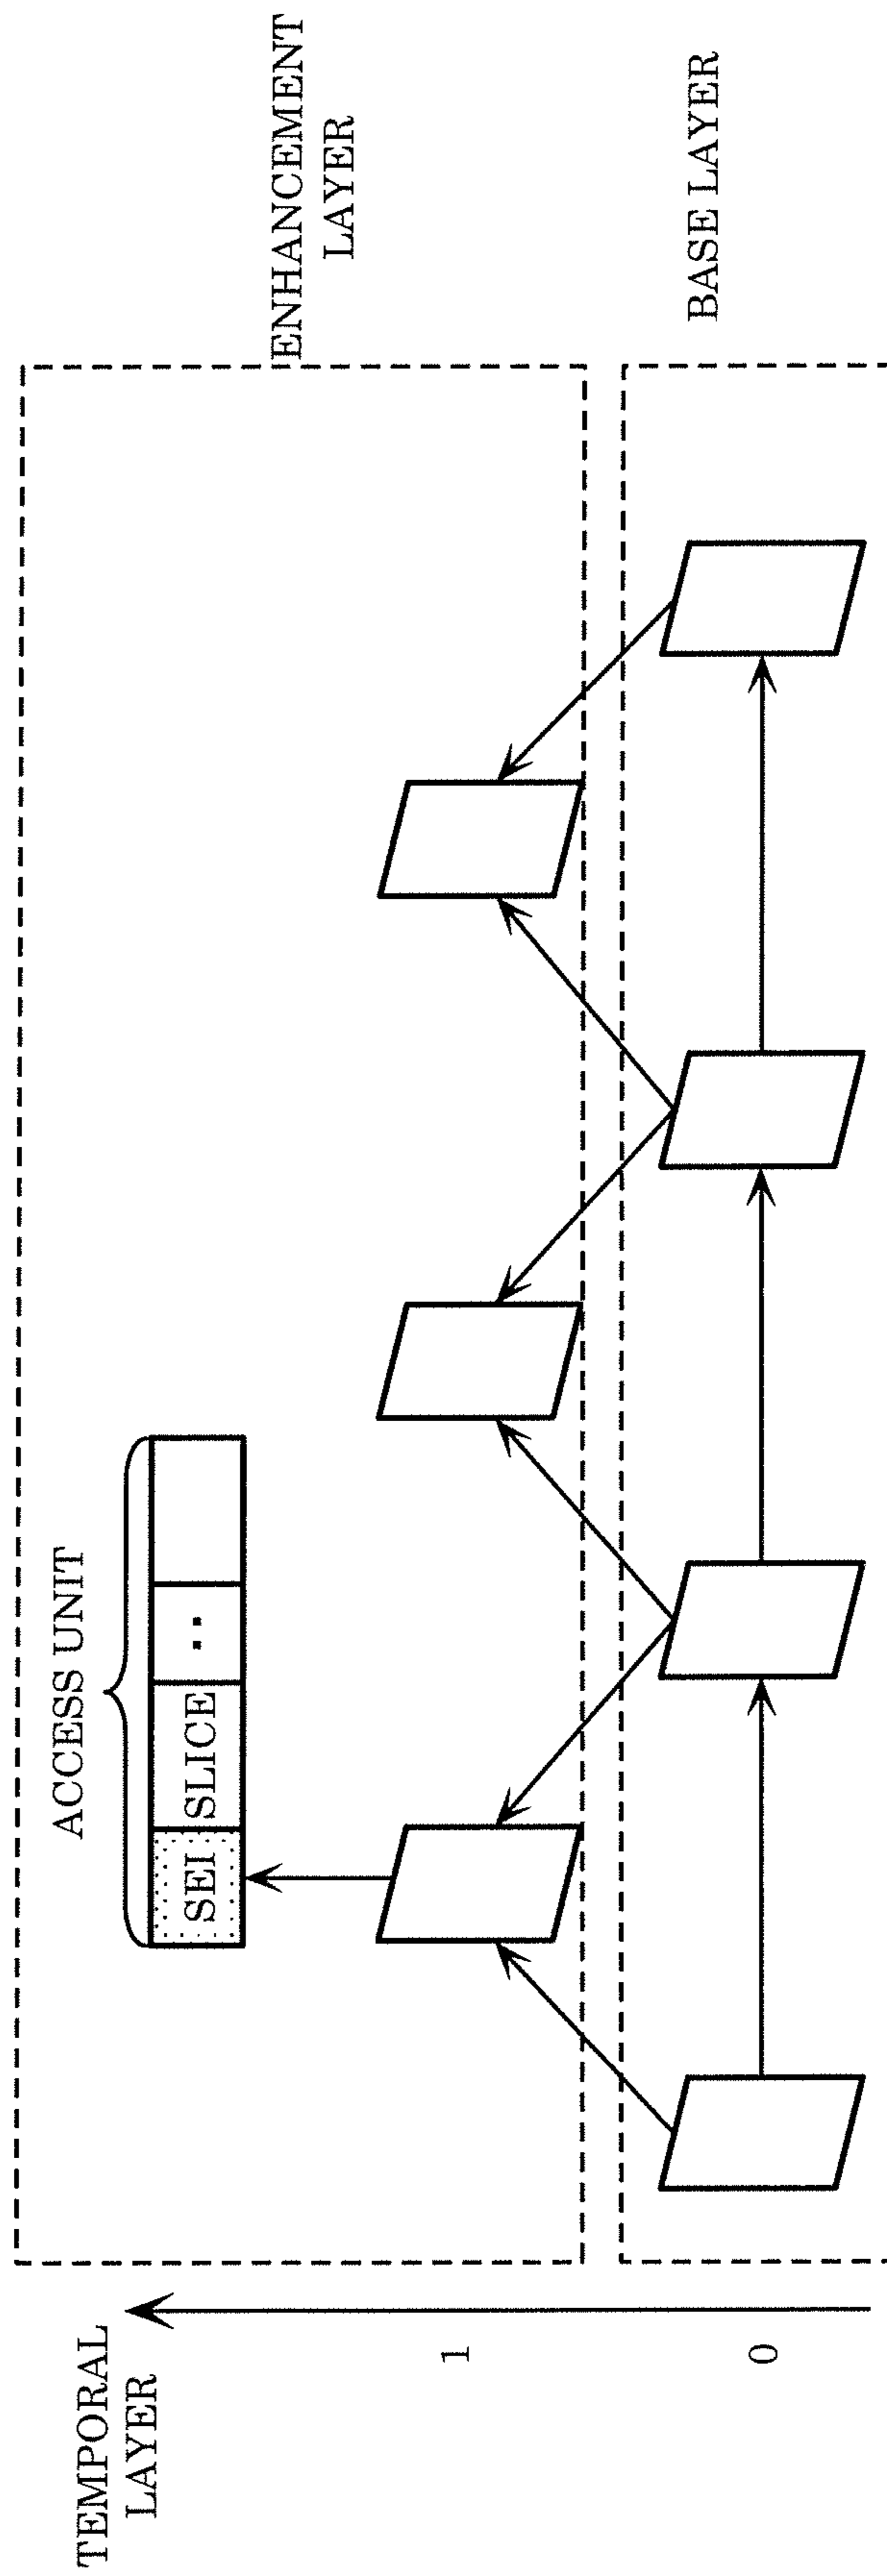 TEMPORAL
LAYER
1
0
ACCESS UNIT
SEI
SLICE
..
ENHANCEMENT
LAYER
BASE LAYER